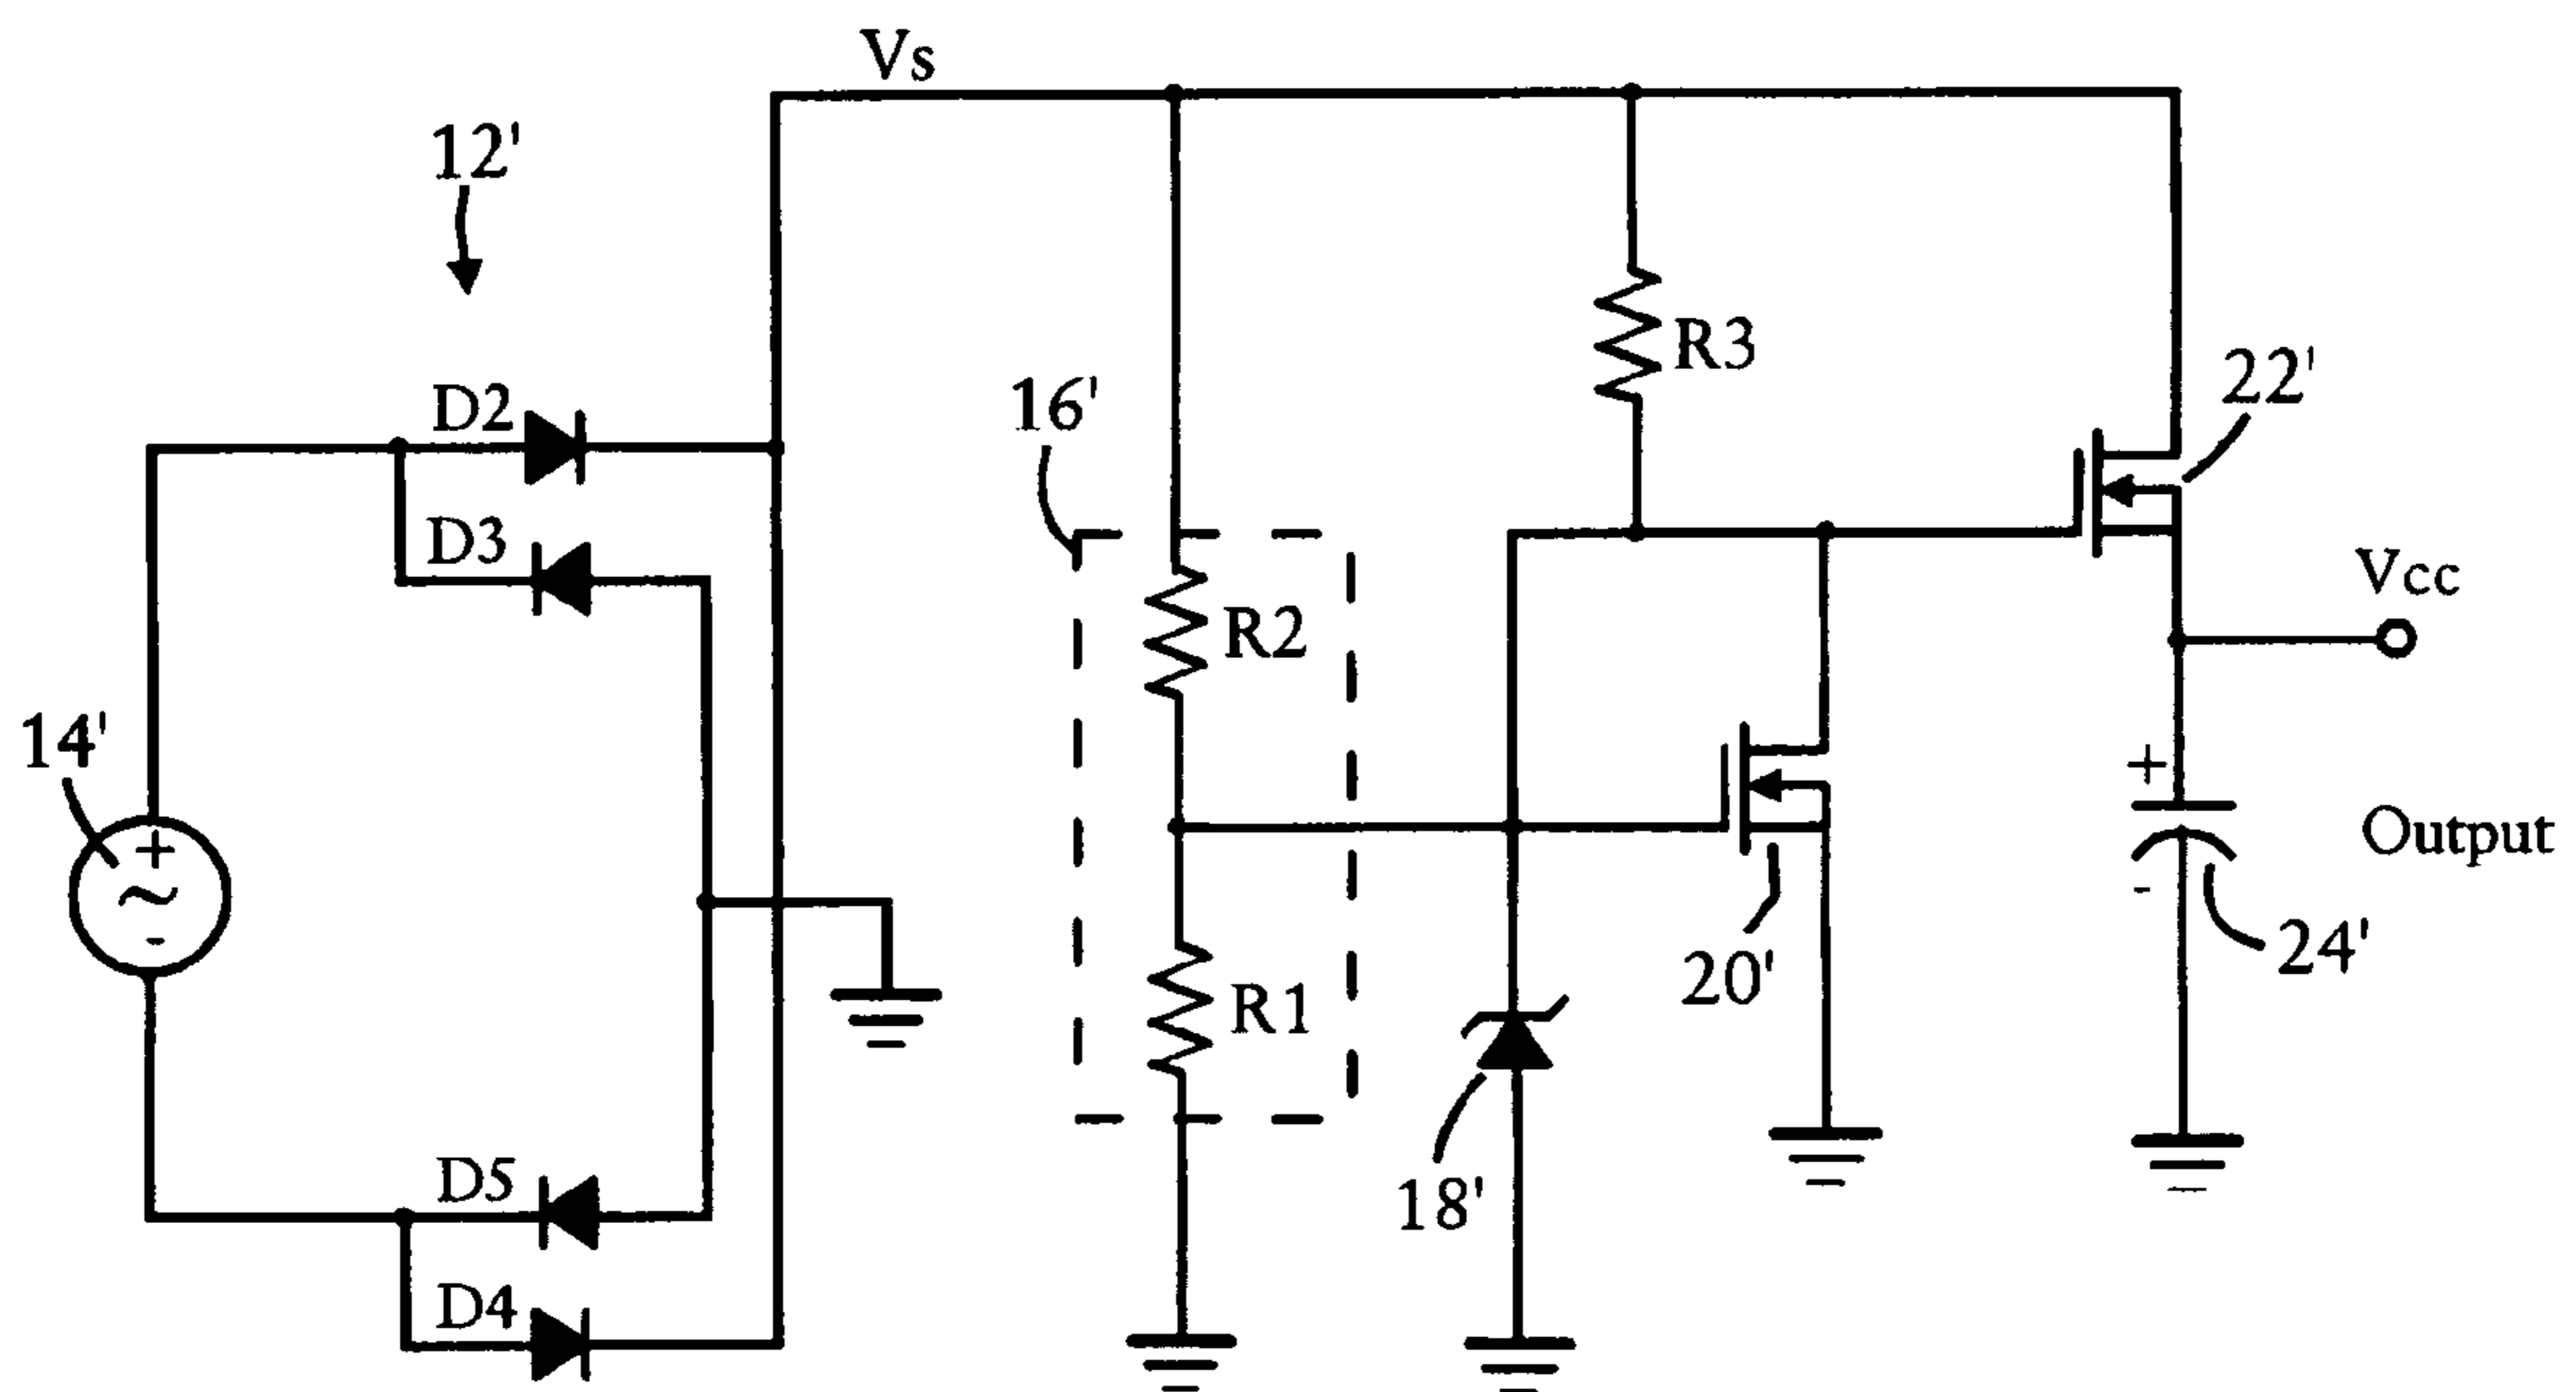 Vs
12'
D2
D3
14'
D5
D4
16'
R2
R1
R3
18'
20'
22'
Vcc
+
-
Output
24'
+
~
-